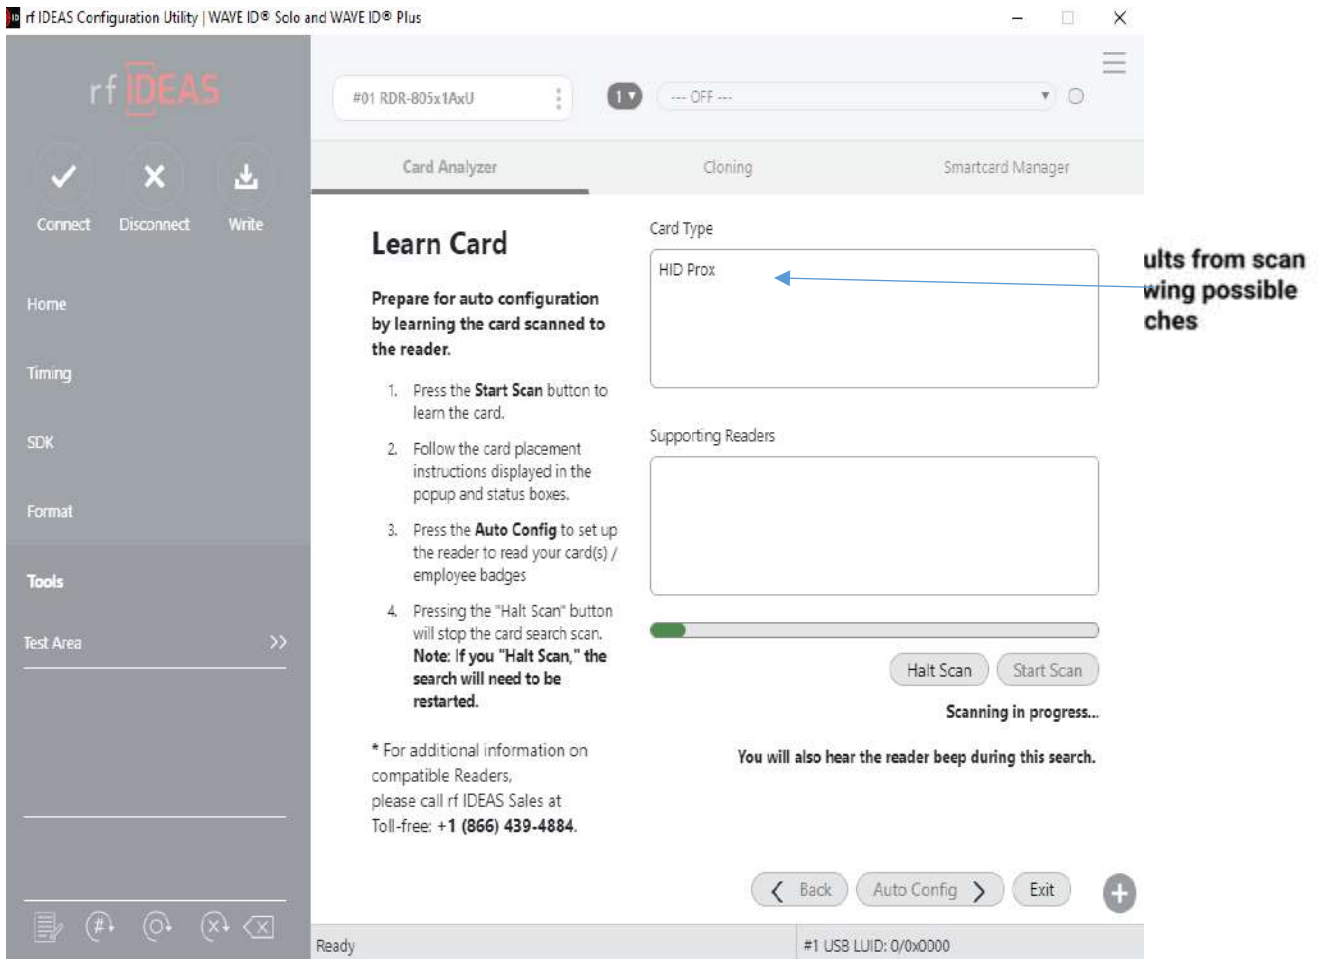 rf IDEAS Configuration Utility | WAVE ID® Solo and WAVE ID® Plus
rf IDEAS
#01 RDR-805x1AxU
1
--- OFF ---
Connect
Disconnect
Write
Card Analyzer
Cloning
Smartcard Manager
Home
Timing
SDK
Format
Tools
Test Area
Learn Card
Prepare for auto configuration
by learning the card scanned to
the reader.
1. Press the Start Scan button to
learn the card.
2. Follow the card placement
instructions displayed in the
popup and status boxes.
3. Press the Auto Config to set up
the reader to read your card(s) /
employee badges
4. Pressing the "Halt Scan" button
will stop the card search scan.
Note: If you "Halt Scan," the
search will need to be
restarted.
* For additional information on
compatible Readers,
please call rf IDEAS Sales at
Toll-free: +1 (866) 439-4884.
Card Type
HID Prox
ults from scan
wing possible
ches
Supporting Readers
Halt Scan
Start Scan
Scanning in progress...
You will also hear the reader beep during this search.
Back
Auto Config
Exit
Ready
#1 USB LUID: 0/0x0000